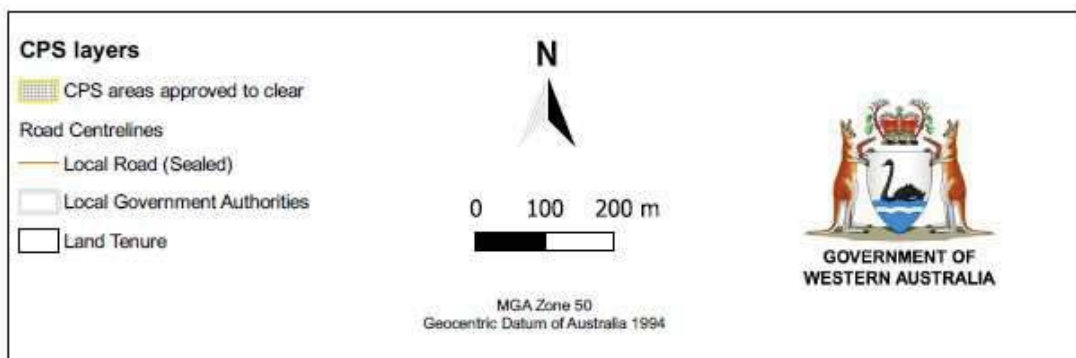 CPS layers
CPS areas approved to clear
Road Centrelines
Local Road (Sealed)
Local Government Authorities
Land Tenure
N
0 100 200 m
MGA Zone 50
Geocentric Datum of Australia 1994
GOVERNMENT OF
WESTERN AUSTRALIA